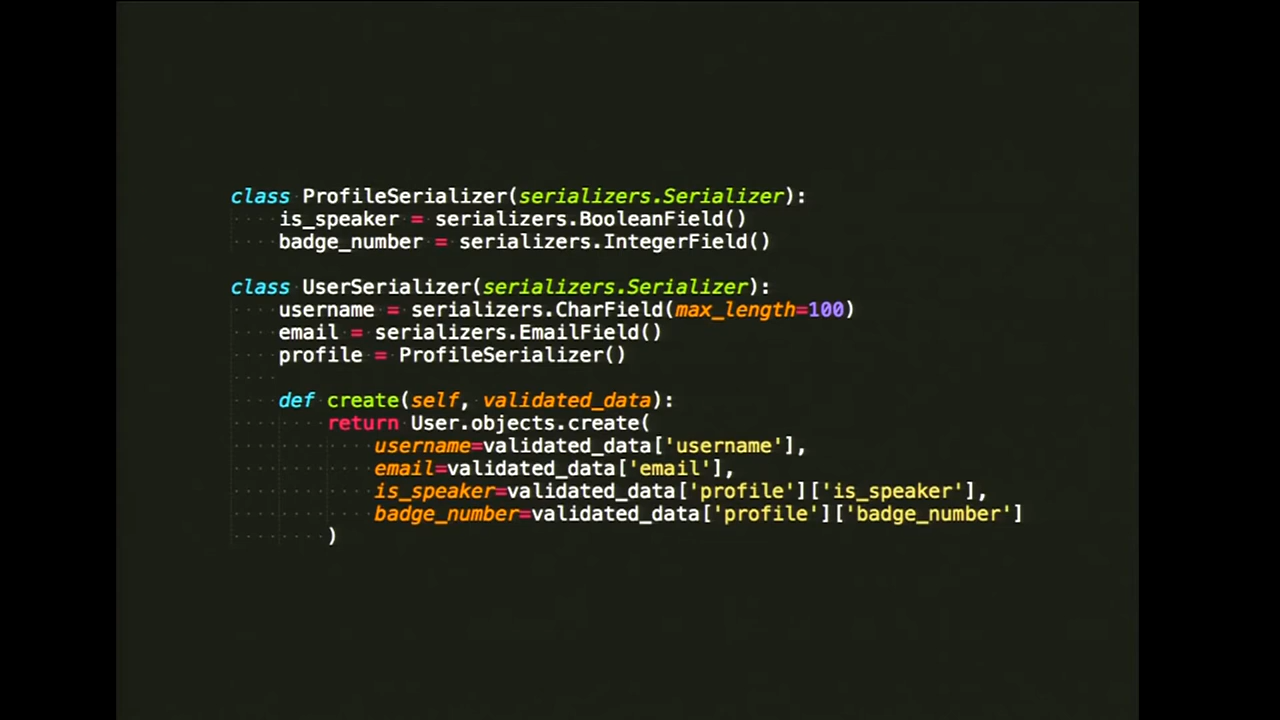 class ProfileSerializer(serializers.Serializer):
    is_speaker = serializers.BooleanField()
    badge_number = serializers.IntegerField()

class UserSerializer(serializers.Serializer):
    username = serializers.CharField(max_length=100)
    email = serializers.EmailField()
    profile = ProfileSerializer()

    def create(self, validated_data):
        return User.objects.create(
            username=validated_data['username'],
            email=validated_data['email'],
            is_speaker=validated_data['profile']['is_speaker'],
            badge_number=validated_data['profile']['badge_number']
        )